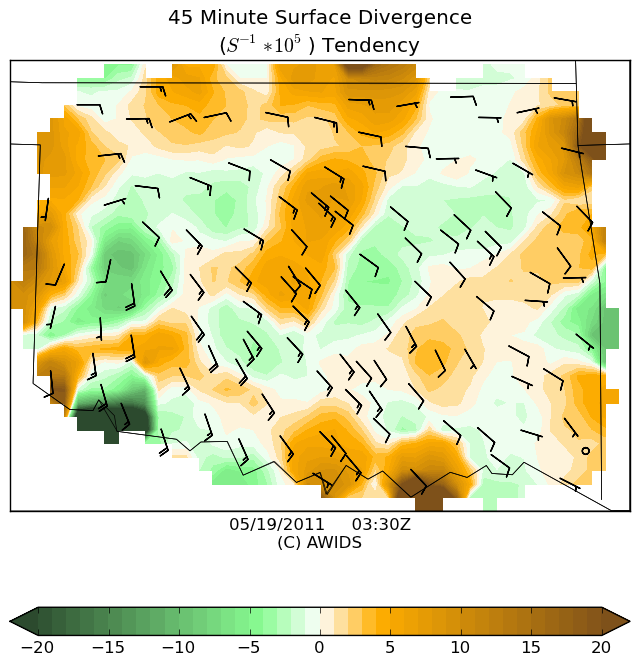 45 Minute Surface Divergence
(S⁻¹ * 10⁵ ) Tendency
05/19/2011 03:30Z
(C) AWIDS
−20 −15 −10 −5 0 5 10 15 20